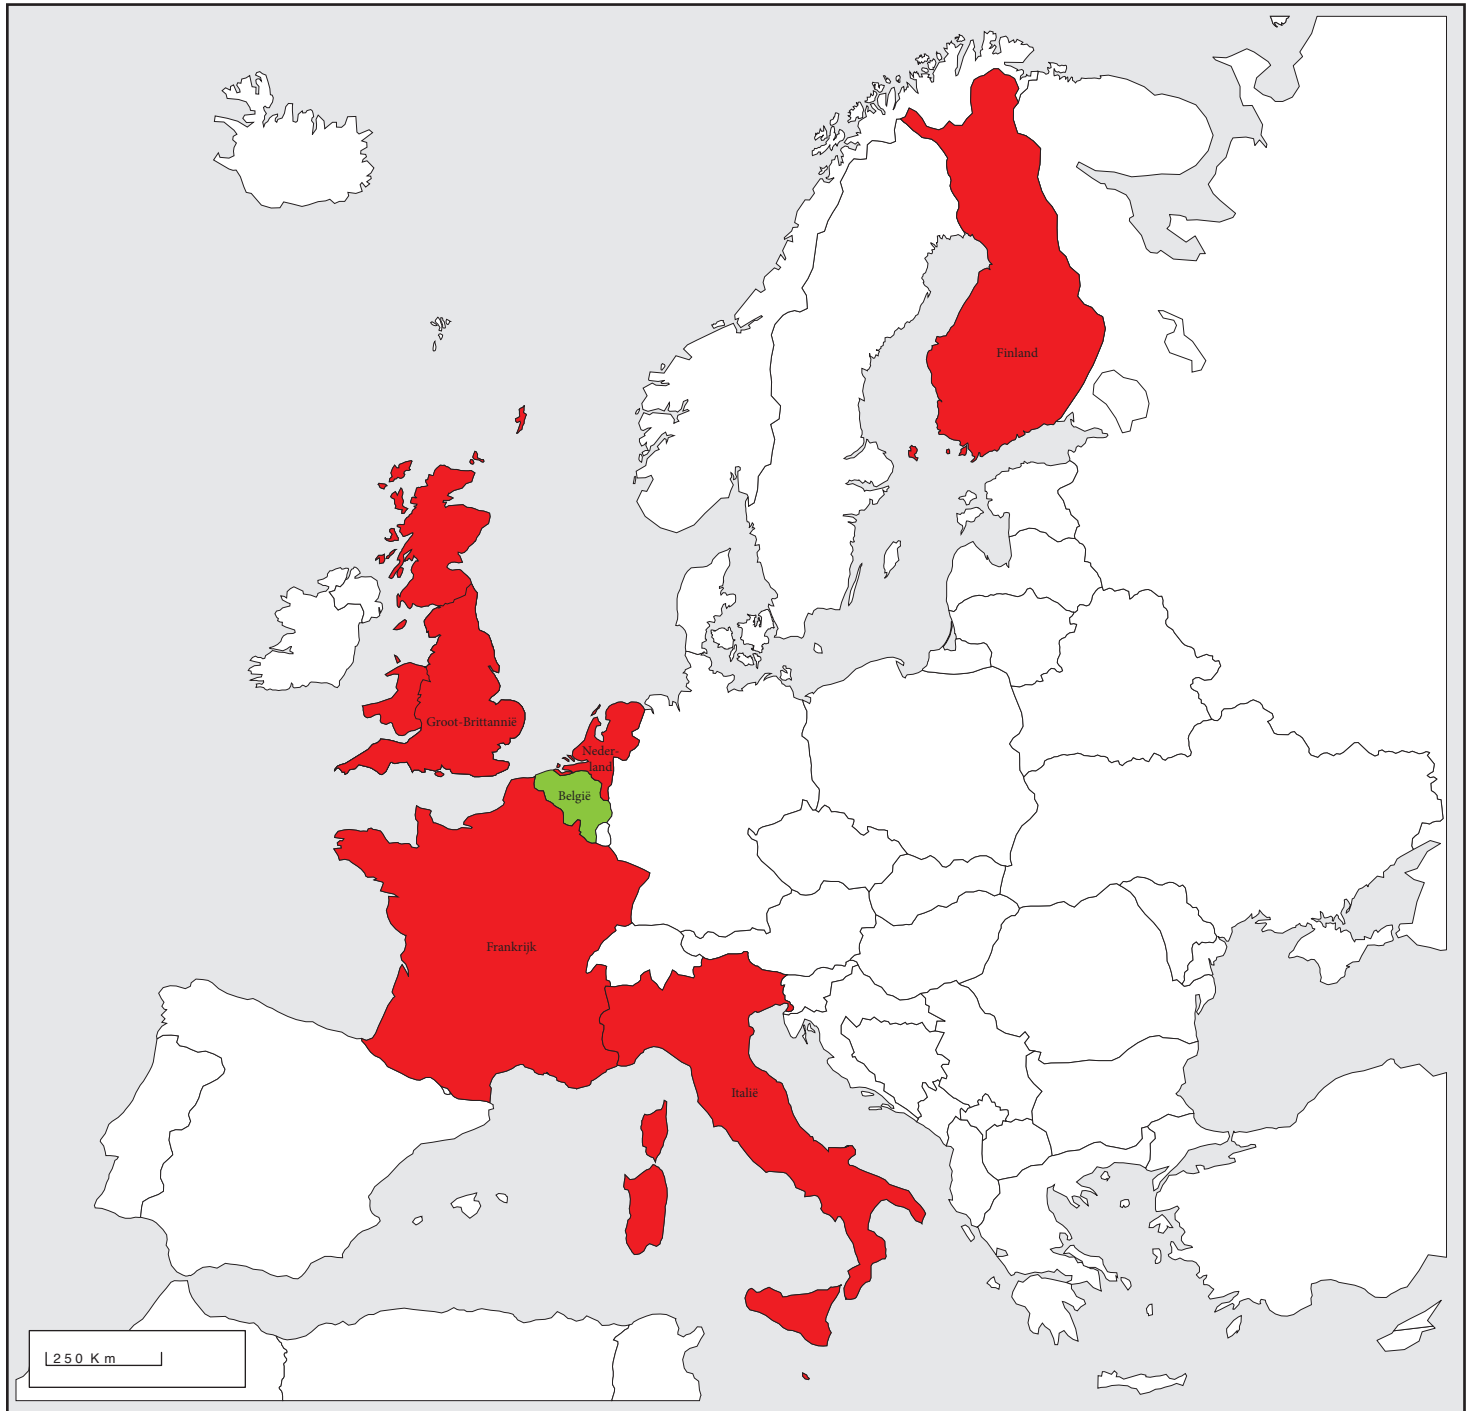 Finland
Groot-Brittannië
Neder-
land
België
Frankrijk
Italië
250 Km